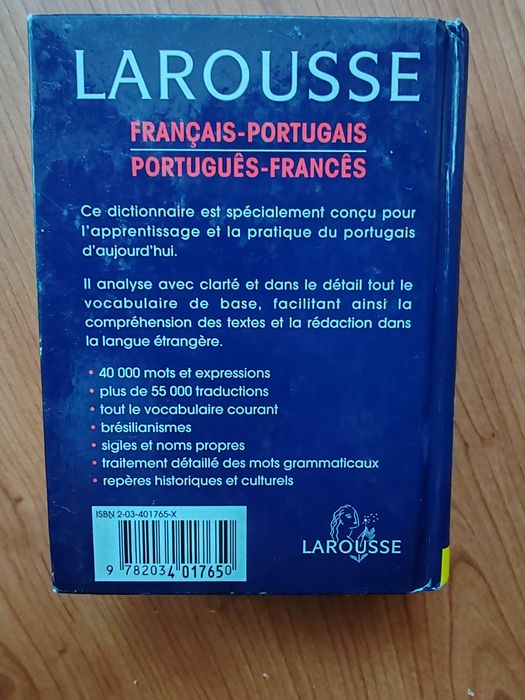 LAROUSSE
FRANÇAIS-PORTUGAIS
PORTUGUÊS-FRANCÊS
Ce dictionnaire est spécialement conçu pour
l'apprentissage et la pratique du portugais
d'aujourd'hui.
Il analyse avec clarté et dans le détail tout le
vocabulaire de base, facilitant ainsi la
compréhension des textes et la rédaction dans
la langue étrangère.
• 40 000 mots et expressions
• plus de 55 000 traductions
• tout le vocabulaire courant
• brésilianismes
• sigles et noms propres
• traitement détaillé des mots grammaticaux
• repères historiques et culturels
ISBN 2-03-401765-X
9 782034 017650
LAROUSSE